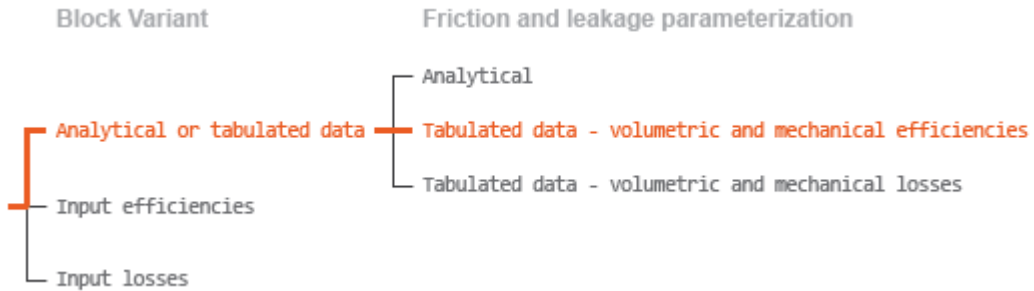 Block Variant
Friction and leakage parameterization
Analytical
Analytical or tabulated data
Tabulated data - volumetric and mechanical efficiencies
Tabulated data - volumetric and mechanical losses
Input efficiencies
Input losses